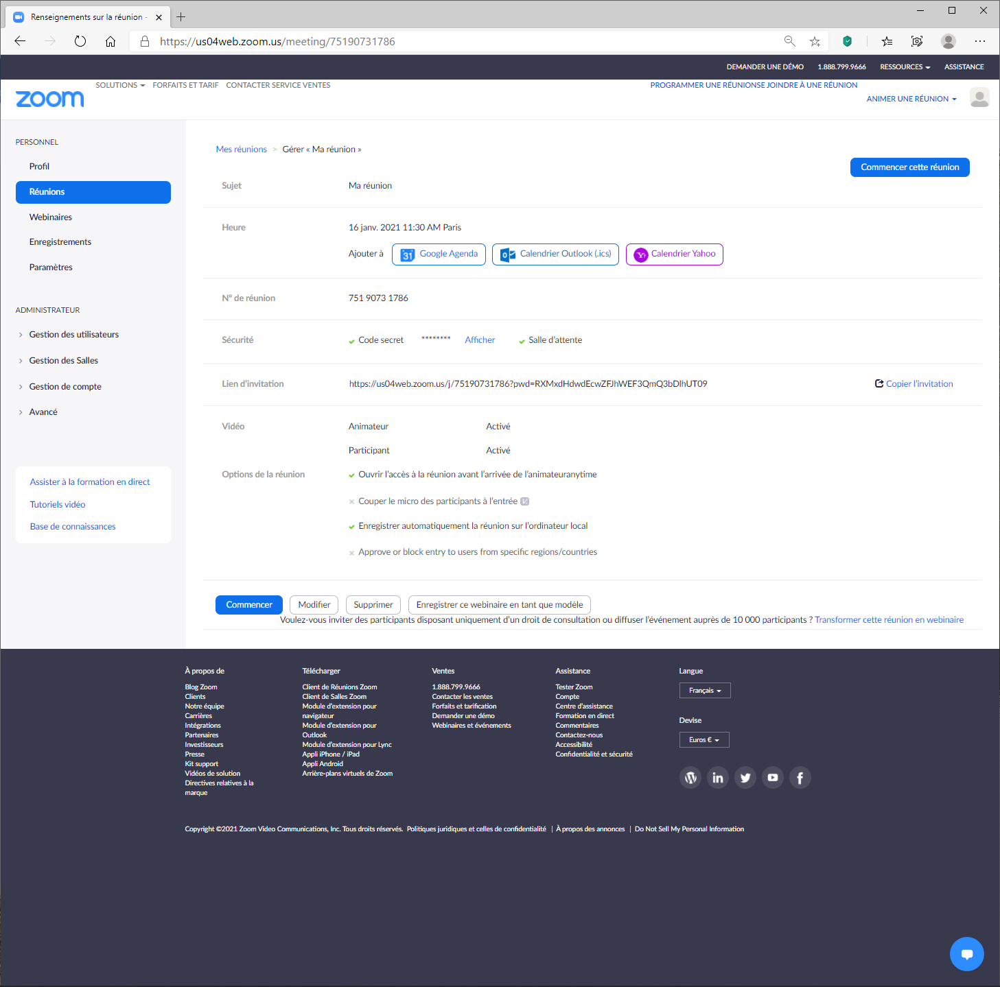 Renseignements sur la réunion -
https://us04web.zoom.us/meeting/75190731786
DEMANDER UNE DÉMO 1.888.799.9666 RESSOURCES ASSISTANCE
zoom
SOLUTIONS FORFAITS ET TARIF CONTACTER SERVICE VENTES
PROGRAMMER UNE RÉUNIONSE JOINDRE À UNE RÉUNION
ANIMER UNE RÉUNION
PERSONNEL
Profil
Réunions
Webinaires
Enregistrements
Paramètres
ADMINISTRATEUR
Gestion des utilisateurs
Gestion des Salles
Gestion de compte
Avancé
Assister à la formation en direct
Tutoriels vidéo
Base de connaissances
Mes réunions > Gérer « Ma réunion »
Commencer cette réunion
Sujet Ma réunion
Heure 16 janv. 2021 11:30 AM Paris
Ajouter à 31 Google Agenda Calendrier Outlook (.ics) Calendrier Yahoo
N° de réunion 751 9073 1786
Sécurité Code secret ******** Afficher Salle d’attente
Lien d’invitation https://us04web.zoom.us/j/75190731786?pwd=RXMxdHdwdEcwZFJhWEF3QmQ3bDlhUT09 Copier l’invitation
Vidéo Animateur Activé
Participant Activé
Options de la réunion Ouvrir l’accès à la réunion avant l’arrivée de l’animateuranytime
Couper le micro des participants à l’entrée
Enregistrer automatiquement la réunion sur l’ordinateur local
Approve or block entry to users from specific regions/countries
Commencer Modifier Supprimer Enregistrer ce webinaire en tant que modèle
Voulez-vous inviter des participants disposant uniquement d’un droit de consultation ou diffuser l’événement auprès de 10 000 participants ? Transformer cette réunion en webinaire
À propos de
Blog Zoom
Clients
Notre équipe
Carrières
Intégrations
Partenaires
Investisseurs
Presse
Kit support
Vidéos de solution
Directives relatives à la
marque
Télécharger
Client de Réunions Zoom
Client de Salles Zoom
Module d’extension pour
navigateur
Module d’extension pour
Outlook
Module d’extension pour Lync
Appli iPhone / iPad
Appli Android
Arrière-plans virtuels de Zoom
Ventes
1.888.799.9666
Contacter les ventes
Forfaits et tarification
Demander une démo
Webinaires et événements
Assistance
Tester Zoom
Compte
Centre d’assistance
Formation en direct
Commentaires
Contactez-nous
Accessibilité
Confidentialité et sécurité
Langue
Français
Devise
Euros €
Copyright ©2021 Zoom Video Communications, Inc. Tous droits réservés. Politiques juridiques et celles de confidentialité | À propos des annonces | Do Not Sell My Personal Information